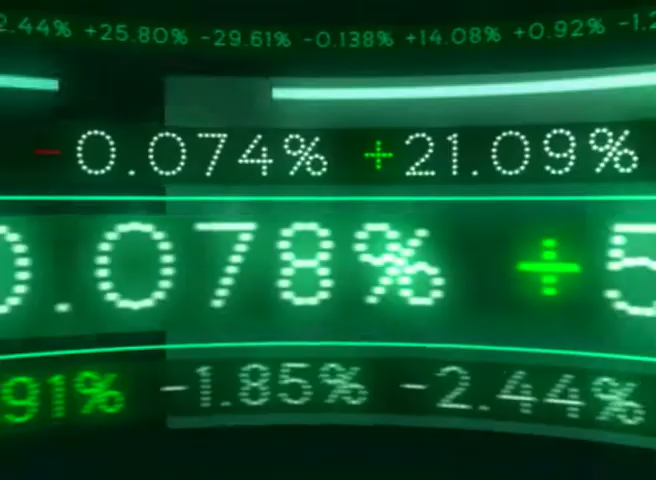 2.44% +25.80% -29.61% -0.138% +14.08% +0.92% -1.2
-0.074% +21.09%
0.078% +5
91% -1.85% -2.44%